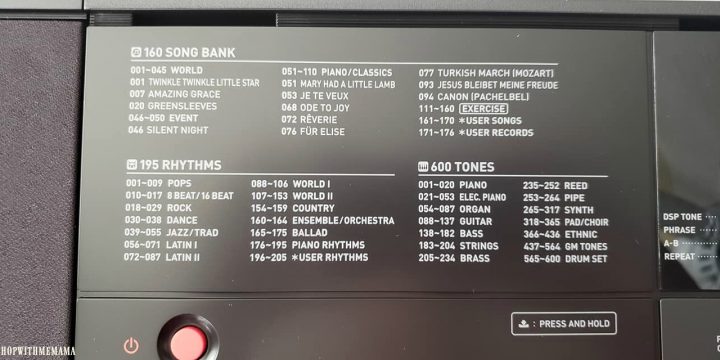 160 SONG BANK
001~045 WORLD
001 TWINKLE TWINKLE LITTLE STAR
007 AMAZING GRACE
020 GREENSLEEVES
046~050 EVENT
046 SILENT NIGHT
051~110 PIANO/CLASSICS
051 MARY HAD A LITTLE LAMB
053 JE TE VEUX
068 ODE TO JOY
072 RÊVERIE
076 FÜR ELISE
077 TURKISH MARCH (MOZART)
093 JESUS BLEIBET MEINE FREUDE
094 CANON (PACHELBEL)
111~160 EXERCISE
161~170 *USER SONGS
171~176 *USER RECORDS
195 RHYTHMS
001~009 POPS
010~017 8 BEAT/16 BEAT
018~029 ROCK
030~038 DANCE
039~055 JAZZ/TRAD
056~071 LATIN I
072~087 LATIN II
088~106 WORLD I
107~153 WORLD II
154~159 COUNTRY
160~164 ENSEMBLE/ORCHESTRA
165~175 BALLAD
176~195 PIANO RHYTHMS
196~205 *USER RHYTHMS
600 TONES
001~020 PIANO
021~053 ELEC. PIANO
054~087 ORGAN
088~137 GUITAR
138~182 BASS
183~204 STRINGS
205~234 BRASS
235~252 REED
253~264 PIPE
265~317 SYNTH
318~365 PAD/CHOIR
366~436 ETHNIC
437~564 GM TONES
565~600 DRUM SET
DSP TONE
PHRASE
A-B
REPEAT
: PRESS AND HOLD
HOPWITHMEMAMA